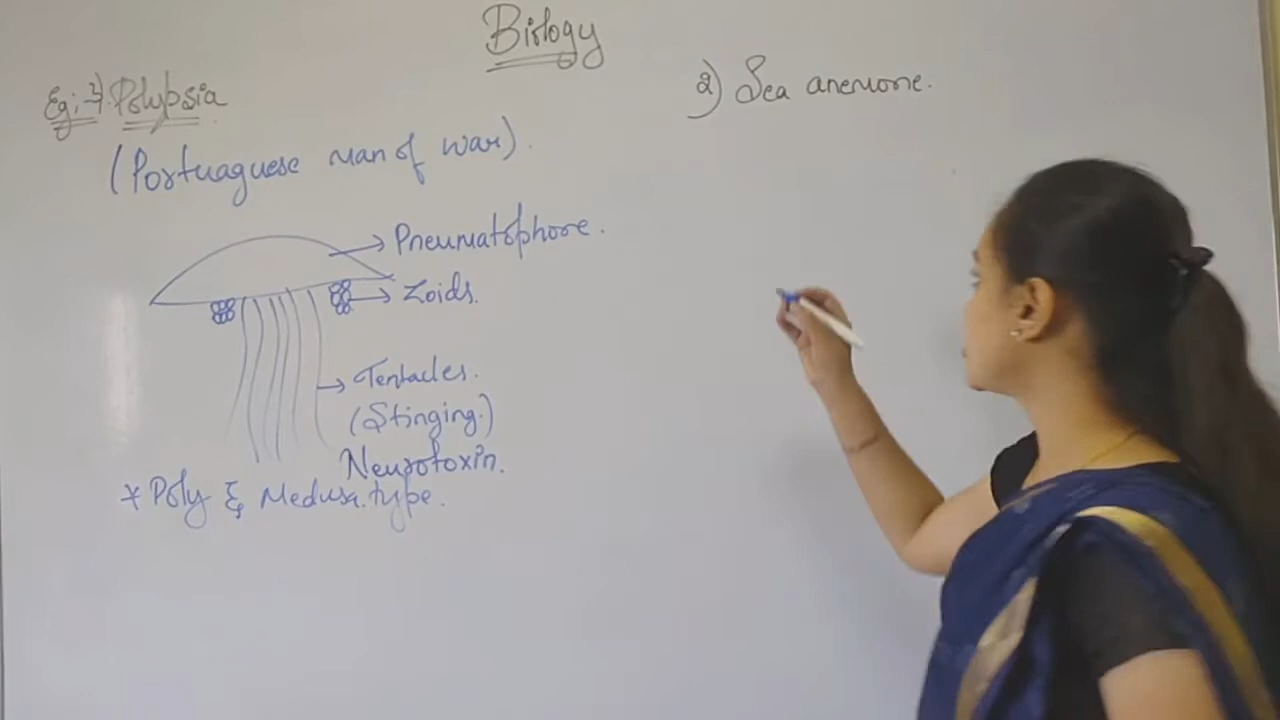 Biology
Eg:- 1) Polypsia
(Portuaguese man of war).
Pneumatophore.
Zoids.
Tentacles.
(Stinging.)
Neurotoxin.
* Poly & Medusa.type.
2) Sea anemone.